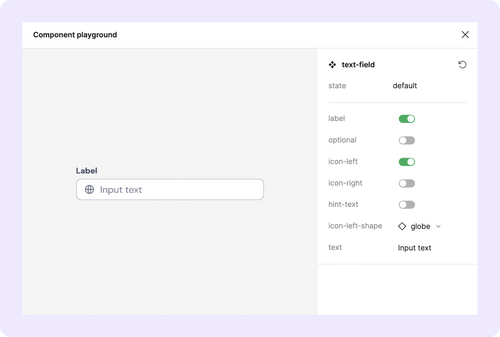 Component playground
Label
Input text
text-field
state default
label
optional
icon-left
icon-right
hint-text
icon-left-shape globe
text Input text